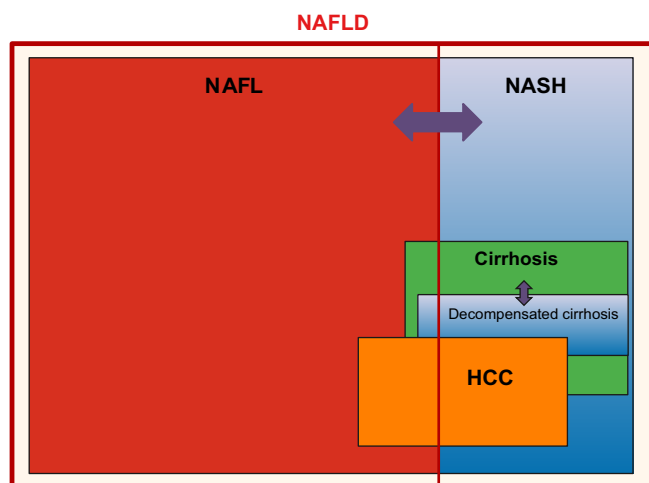 NAFLD
NAFL
NASH
Cirrhosis
Decompensated cirrhosis
HCC